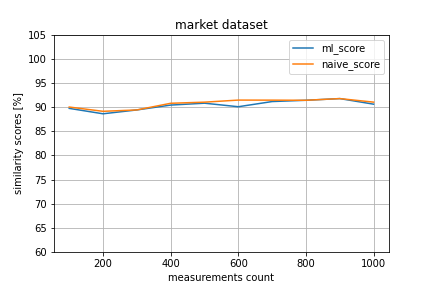 market dataset
105
100
95
90
85
80
75
70
65
60
similarity scores [%]
ml_score
naive_score
200 400 600 800 1000
measurements count